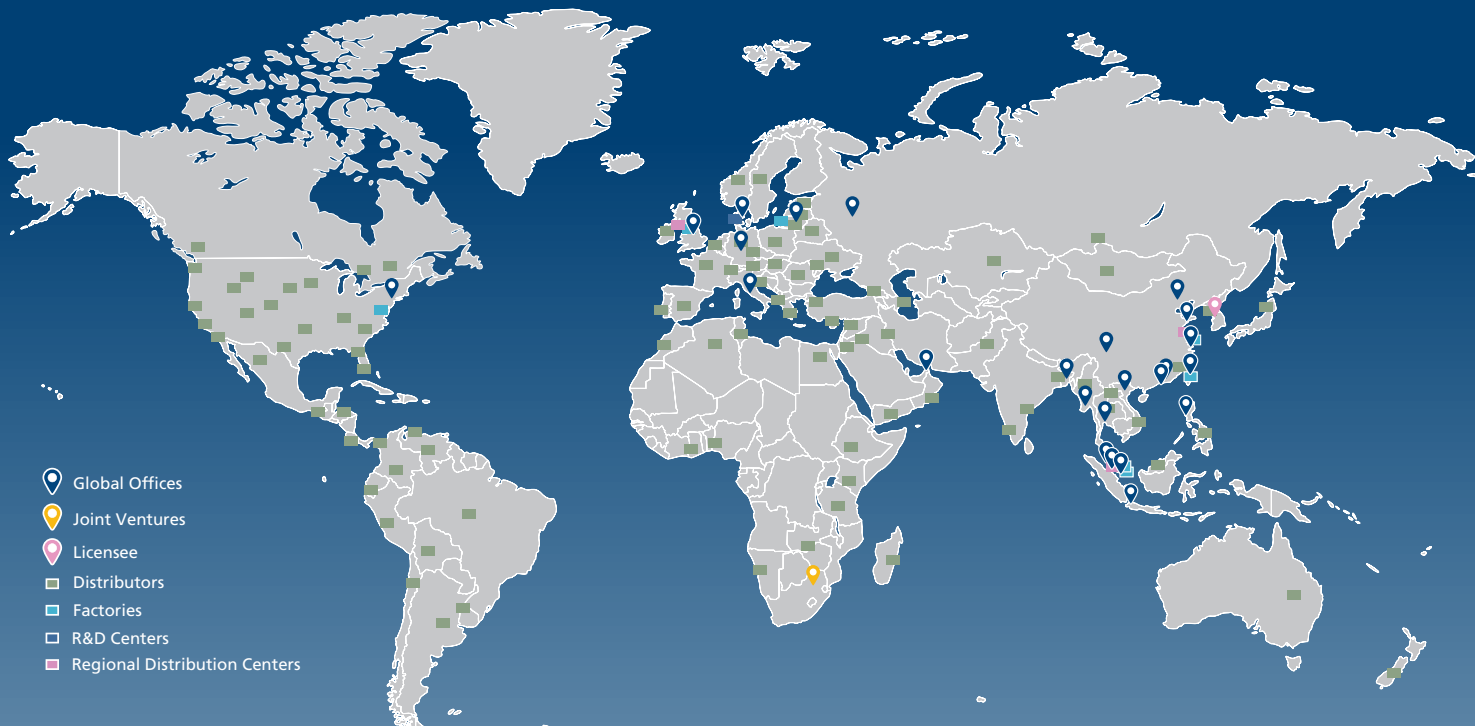 Global Offices
Joint Ventures
Licensee
Distributors
Factories
R&D Centers
Regional Distribution Centers